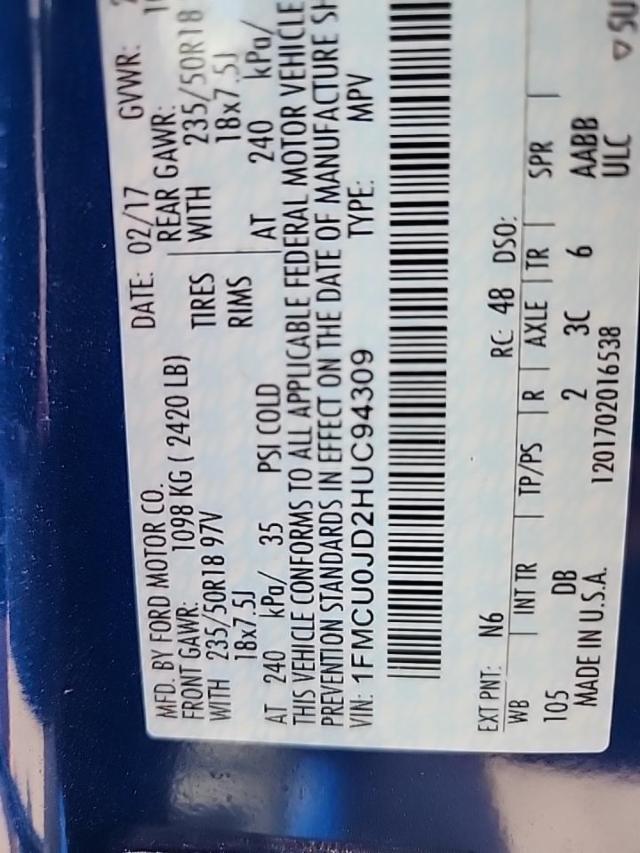 MFD. BY FORD MOTOR CO. DATE: 02/17 GVWR:
FRONT GAWR: 1098 KG ( 2420 LB) REAR GAWR:
WITH 235/50R18 97V TIRES WITH 235/50R18
18x7.5J RIMS 18x7.5J
AT 240 kPa/ 35 PSI COLD AT 240 kPa/
THIS VEHICLE CONFORMS TO ALL APPLICABLE FEDERAL MOTOR VEHICLE
PREVENTION STANDARDS IN EFFECT ON THE DATE OF MANUFACTURE
VIN: 1FMCU0JD2HUC94309 TYPE: MPV
EXT PNT: N6 RC: 48 DSO:
WB INT TR TP/PS R AXLE TR SPR
105 DB 2 3C 6 AABB
MADE IN U.S.A. 1201702016538 ULC